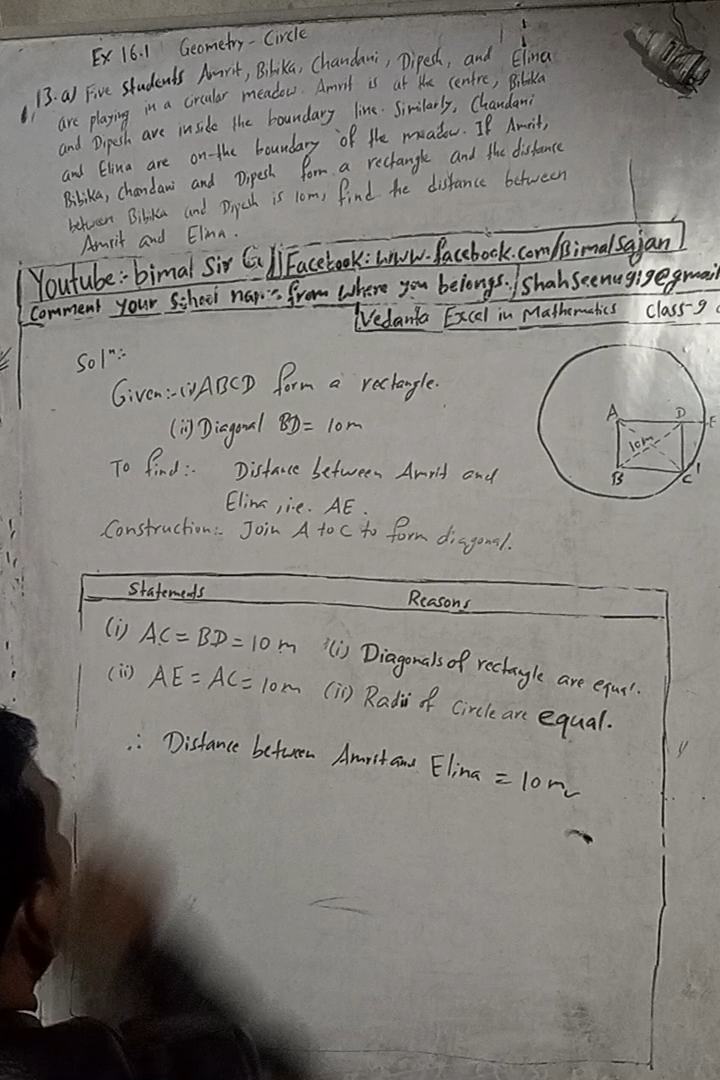 Ex 16.1 Geometry - Circle
13.a) Five Students Amrit, Bibika, Chandani, Dipesh, and Elina
are playing in a circular meadow. Amrit is at the centre, Bibika
and Dipesh are inside the boundary line. Similarly, Chandani
and Elina are on the boundary of the meadow. If Amrit,
Bibika, Chandani and Dipesh form a rectangle and the distance
between Bibika and Dipesh is 10m, find the distance between
Amrit and Elina.
Youtube:- bimal Sir G Facebook: www.facebook.com/Bimalsajan
Comment your School from where you belongs. /shahseenu919@gmail
Vedanta Excel in Mathematics Class-9
Solⁿ:-
Given:- (i) ABCD form a rectangle.
(ii) Diagonal BD = 10m
To find:- Distance between Amrit and
Elina, i.e. AE.
Construction:- Join A to C to form diagonal.
A D E
10m
B C
Statements Reasons
(i) AC = BD = 10 m (i) Diagonals of rectangle are equal.
(ii) AE = AC = 10m (ii) Radii of Circle are equal.
∴ Distance between Amrit and Elina = 10m